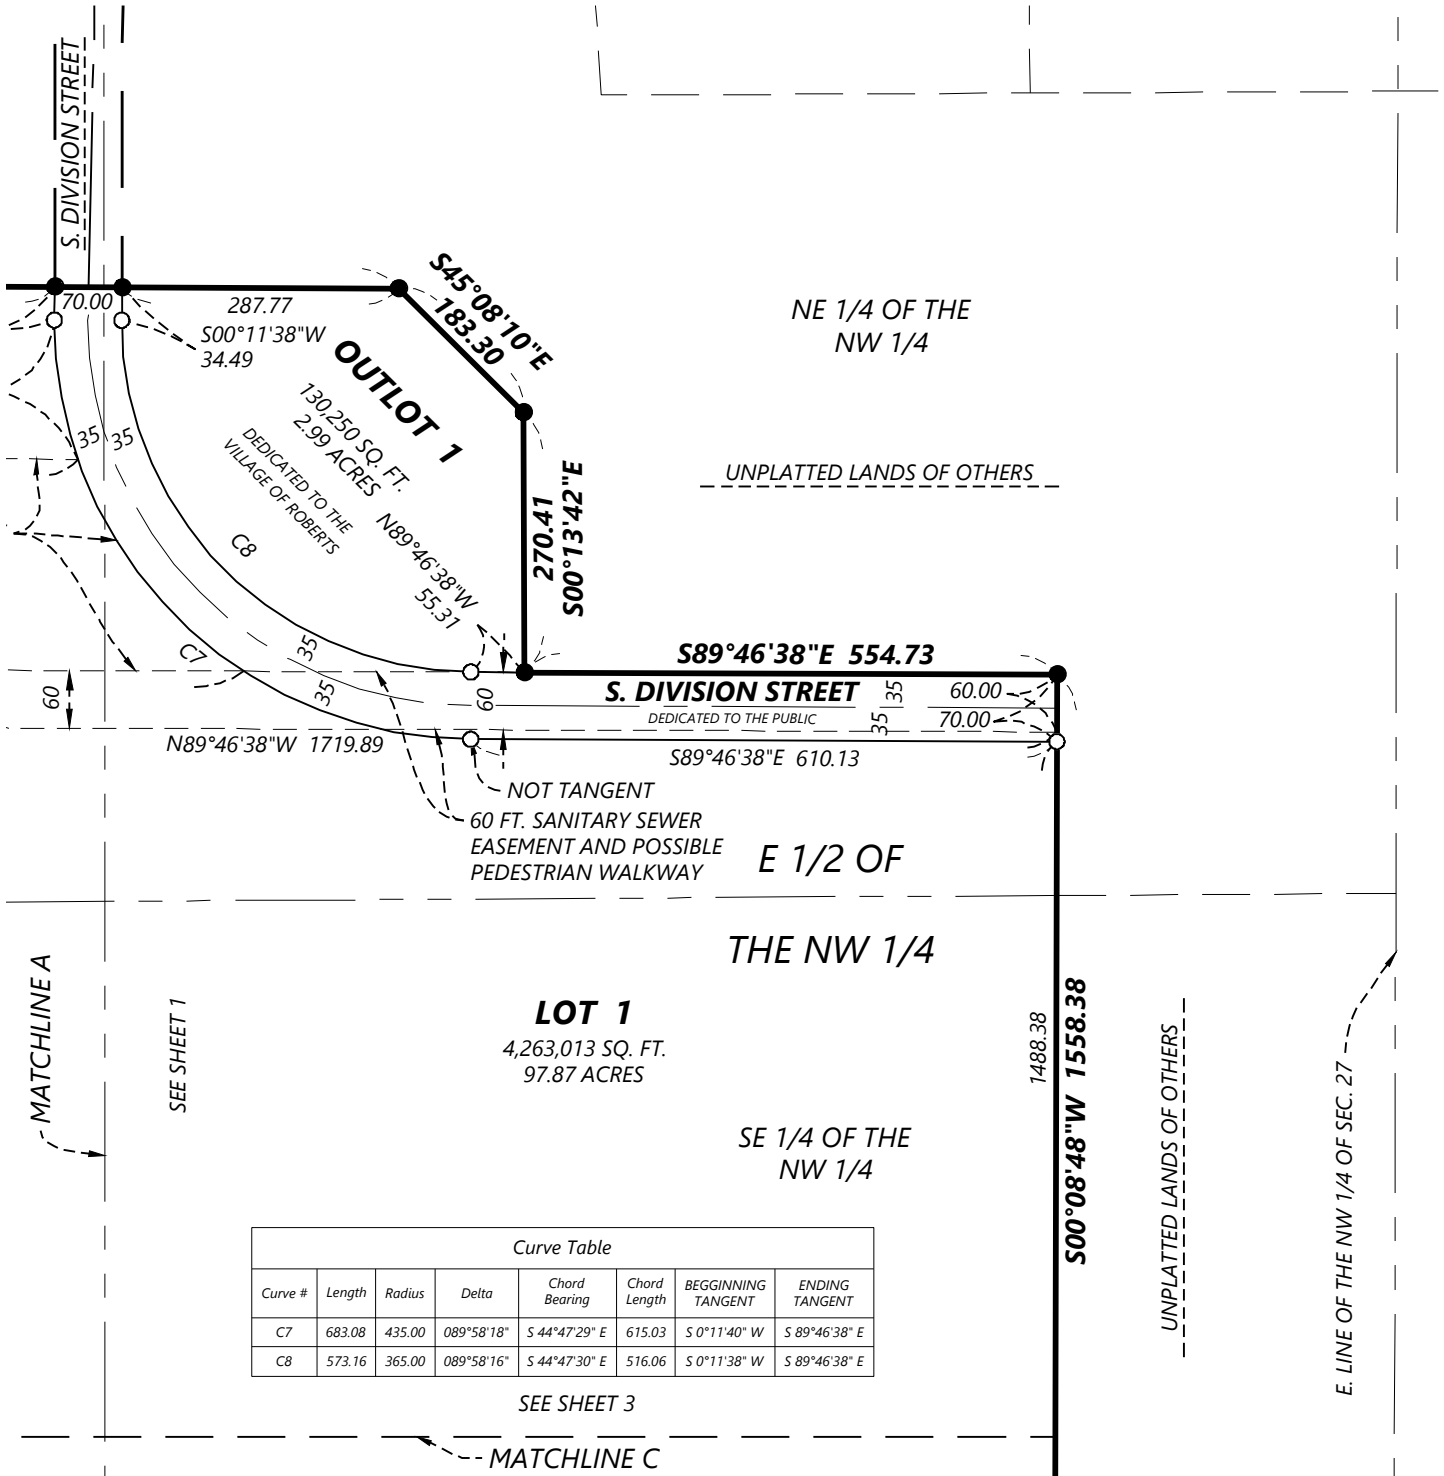 S. DIVISION STREET
70.00
287.77
S00°11'38"W
34.49
S45°08'10"E
183.30
OUTLOT 1
130,250 SQ. FT.
2.99 ACRES
DEDICATED TO THE
VILLAGE OF ROBERTS
NE 1/4 OF THE
NW 1/4
UNPLATTED LANDS OF OTHERS
35
35
C8
N89°46'38"W
55.31
270.41
S00°13'42"E
C7
35
35
60
60
S89°46'38"E 554.73
S. DIVISION STREET
DEDICATED TO THE PUBLIC
35
35
60.00
70.00
N89°46'38"W 1719.89
S89°46'38"E 610.13
NOT TANGENT
60 FT. SANITARY SEWER
EASEMENT AND POSSIBLE
PEDESTRIAN WALKWAY
E 1/2 OF
THE NW 1/4
MATCHLINE A
SEE SHEET 1
LOT 1
4,263,013 SQ. FT.
97.87 ACRES
SE 1/4 OF THE
NW 1/4
1488.38
S00°08'48"W 1558.38
UNPLATTED LANDS OF OTHERS
E. LINE OF THE NW 1/4 OF SEC. 27
Curve Table
Curve # Length Radius Delta Chord Bearing Chord Length BEGGINNING TANGENT ENDING TANGENT
C7 683.08 435.00 089°58'18" S 44°47'29" E 615.03 S 0°11'40" W S 89°46'38" E
C8 573.16 365.00 089°58'16" S 44°47'30" E 516.06 S 0°11'38" W S 89°46'38" E
SEE SHEET 3
MATCHLINE C